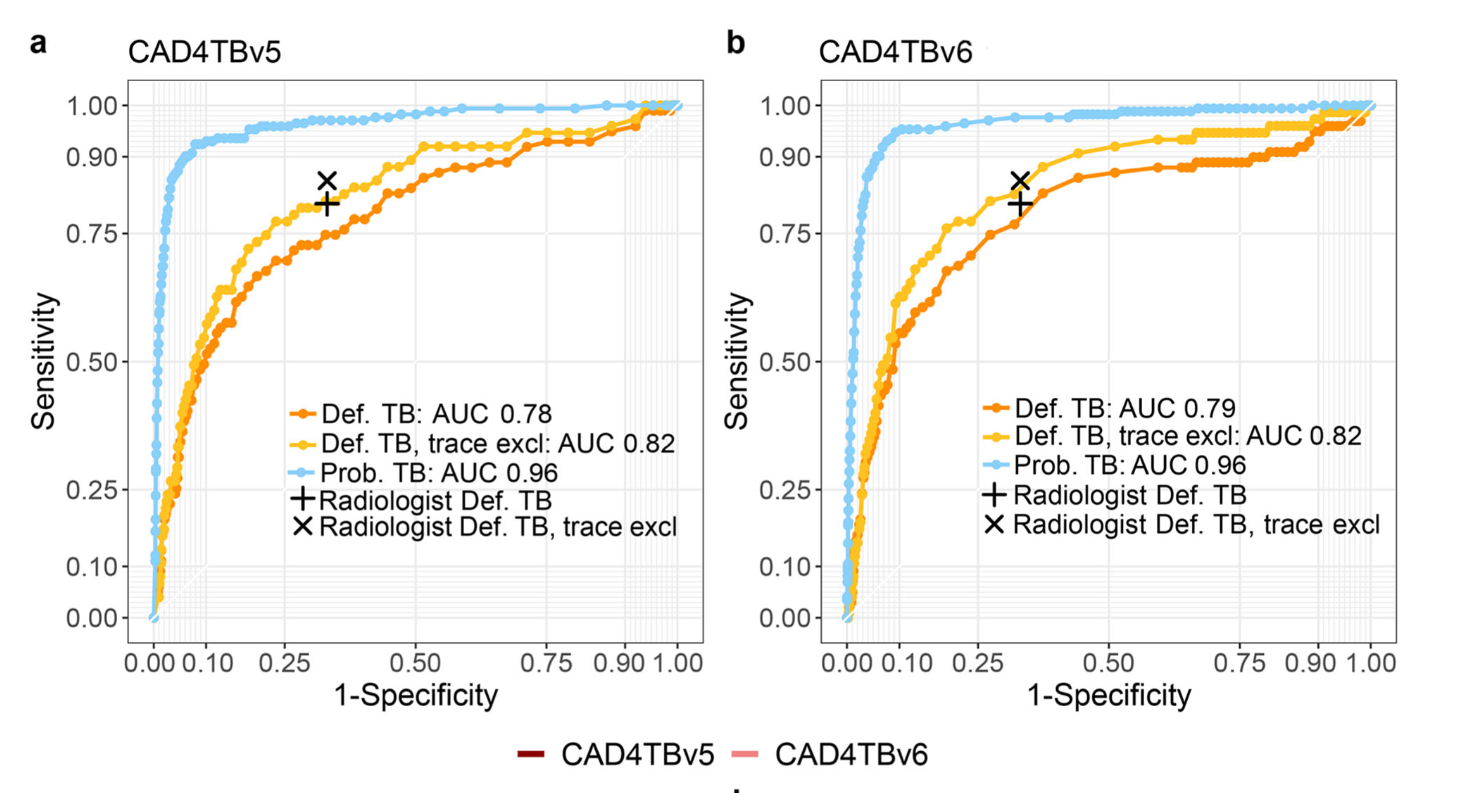 a
CAD4TBv5
1.00
0.90
0.75
0.50
0.25
0.10
0.00
Sensitivity
Def. TB: AUC 0.78
Def. TB, trace excl: AUC 0.82
Prob. TB: AUC 0.96
Radiologist Def. TB
Radiologist Def. TB, trace excl
0.00 0.10 0.25 0.50 0.75 0.90 1.00
1-Specificity
b
CAD4TBv6
1.00
0.90
0.75
0.50
0.25
0.10
0.00
Sensitivity
Def. TB: AUC 0.79
Def. TB, trace excl: AUC 0.82
Prob. TB: AUC 0.96
Radiologist Def. TB
Radiologist Def. TB, trace excl
0.00 0.10 0.25 0.50 0.75 0.90 1.00
1-Specificity
CAD4TBv5 CAD4TBv6